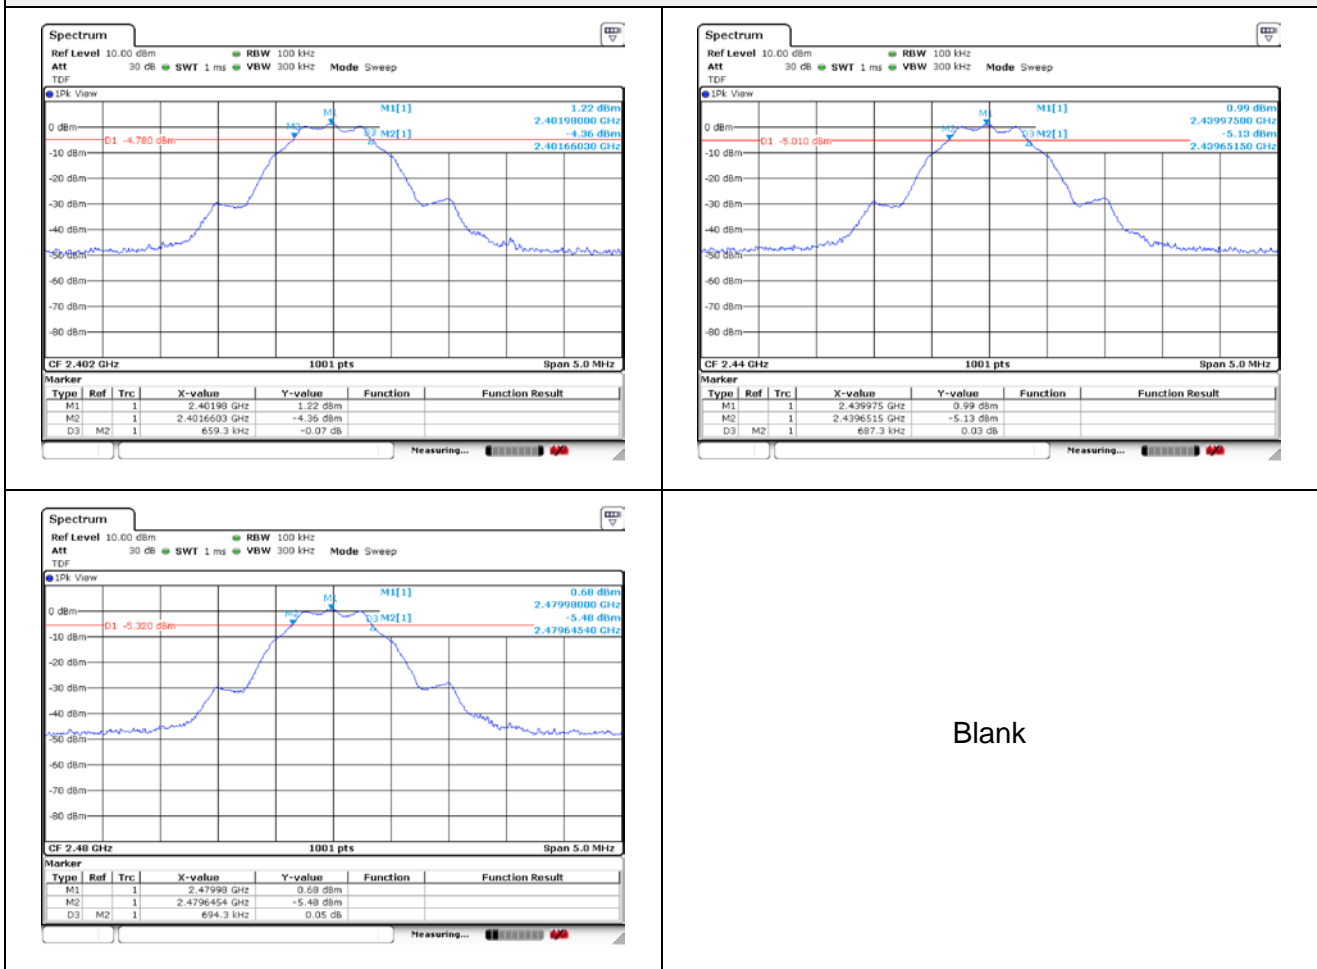 Spectrum
Ref Level 10.00 dBm RBW 100 kHz
Att 30 dB SWT 1 ms VBW 300 kHz Mode Sweep
TDF
1Pk View
M1[1] 1.22 dBm
2.40198000 GHz
M2[1] -4.36 dBm
2.40166030 GHz
M1
M2
D3
D1 -4.780 dBm
0 dBm
-10 dBm
-20 dBm
-30 dBm
-40 dBm
-50 dBm
-60 dBm
-70 dBm
-80 dBm
CF 2.402 GHz 1001 pts Span 5.0 MHz
Marker
Type Ref Trc X-value Y-value Function Function Result
M1 1 2.40198 GHz 1.22 dBm
M2 1 2.4016603 GHz -4.36 dBm
D3 M2 1 659.3 kHz -0.07 dB
Measuring...
Spectrum
Ref Level 10.00 dBm RBW 100 kHz
Att 30 dB SWT 1 ms VBW 300 kHz Mode Sweep
TDF
1Pk View
M1[1] 0.99 dBm
2.43997500 GHz
M2[1] -5.13 dBm
2.43965150 GHz
M1
M2
D3
D1 -5.010 dBm
0 dBm
-10 dBm
-20 dBm
-30 dBm
-40 dBm
-50 dBm
-60 dBm
-70 dBm
-80 dBm
CF 2.44 GHz 1001 pts Span 5.0 MHz
Marker
Type Ref Trc X-value Y-value Function Function Result
M1 1 2.439975 GHz 0.99 dBm
M2 1 2.4396515 GHz -5.13 dBm
D3 M2 1 687.3 kHz 0.03 dB
Measuring...
Spectrum
Ref Level 10.00 dBm RBW 100 kHz
Att 30 dB SWT 1 ms VBW 300 kHz Mode Sweep
TDF
1Pk View
M1[1] 0.68 dBm
2.47998000 GHz
M2[1] -5.48 dBm
2.47964540 GHz
M1
M2
D3
D1 -5.320 dBm
0 dBm
-10 dBm
-20 dBm
-30 dBm
-40 dBm
-50 dBm
-60 dBm
-70 dBm
-80 dBm
CF 2.48 GHz 1001 pts Span 5.0 MHz
Marker
Type Ref Trc X-value Y-value Function Function Result
M1 1 2.47998 GHz 0.68 dBm
M2 1 2.4796454 GHz -5.48 dBm
D3 M2 1 694.3 kHz 0.05 dB
Measuring...
Blank